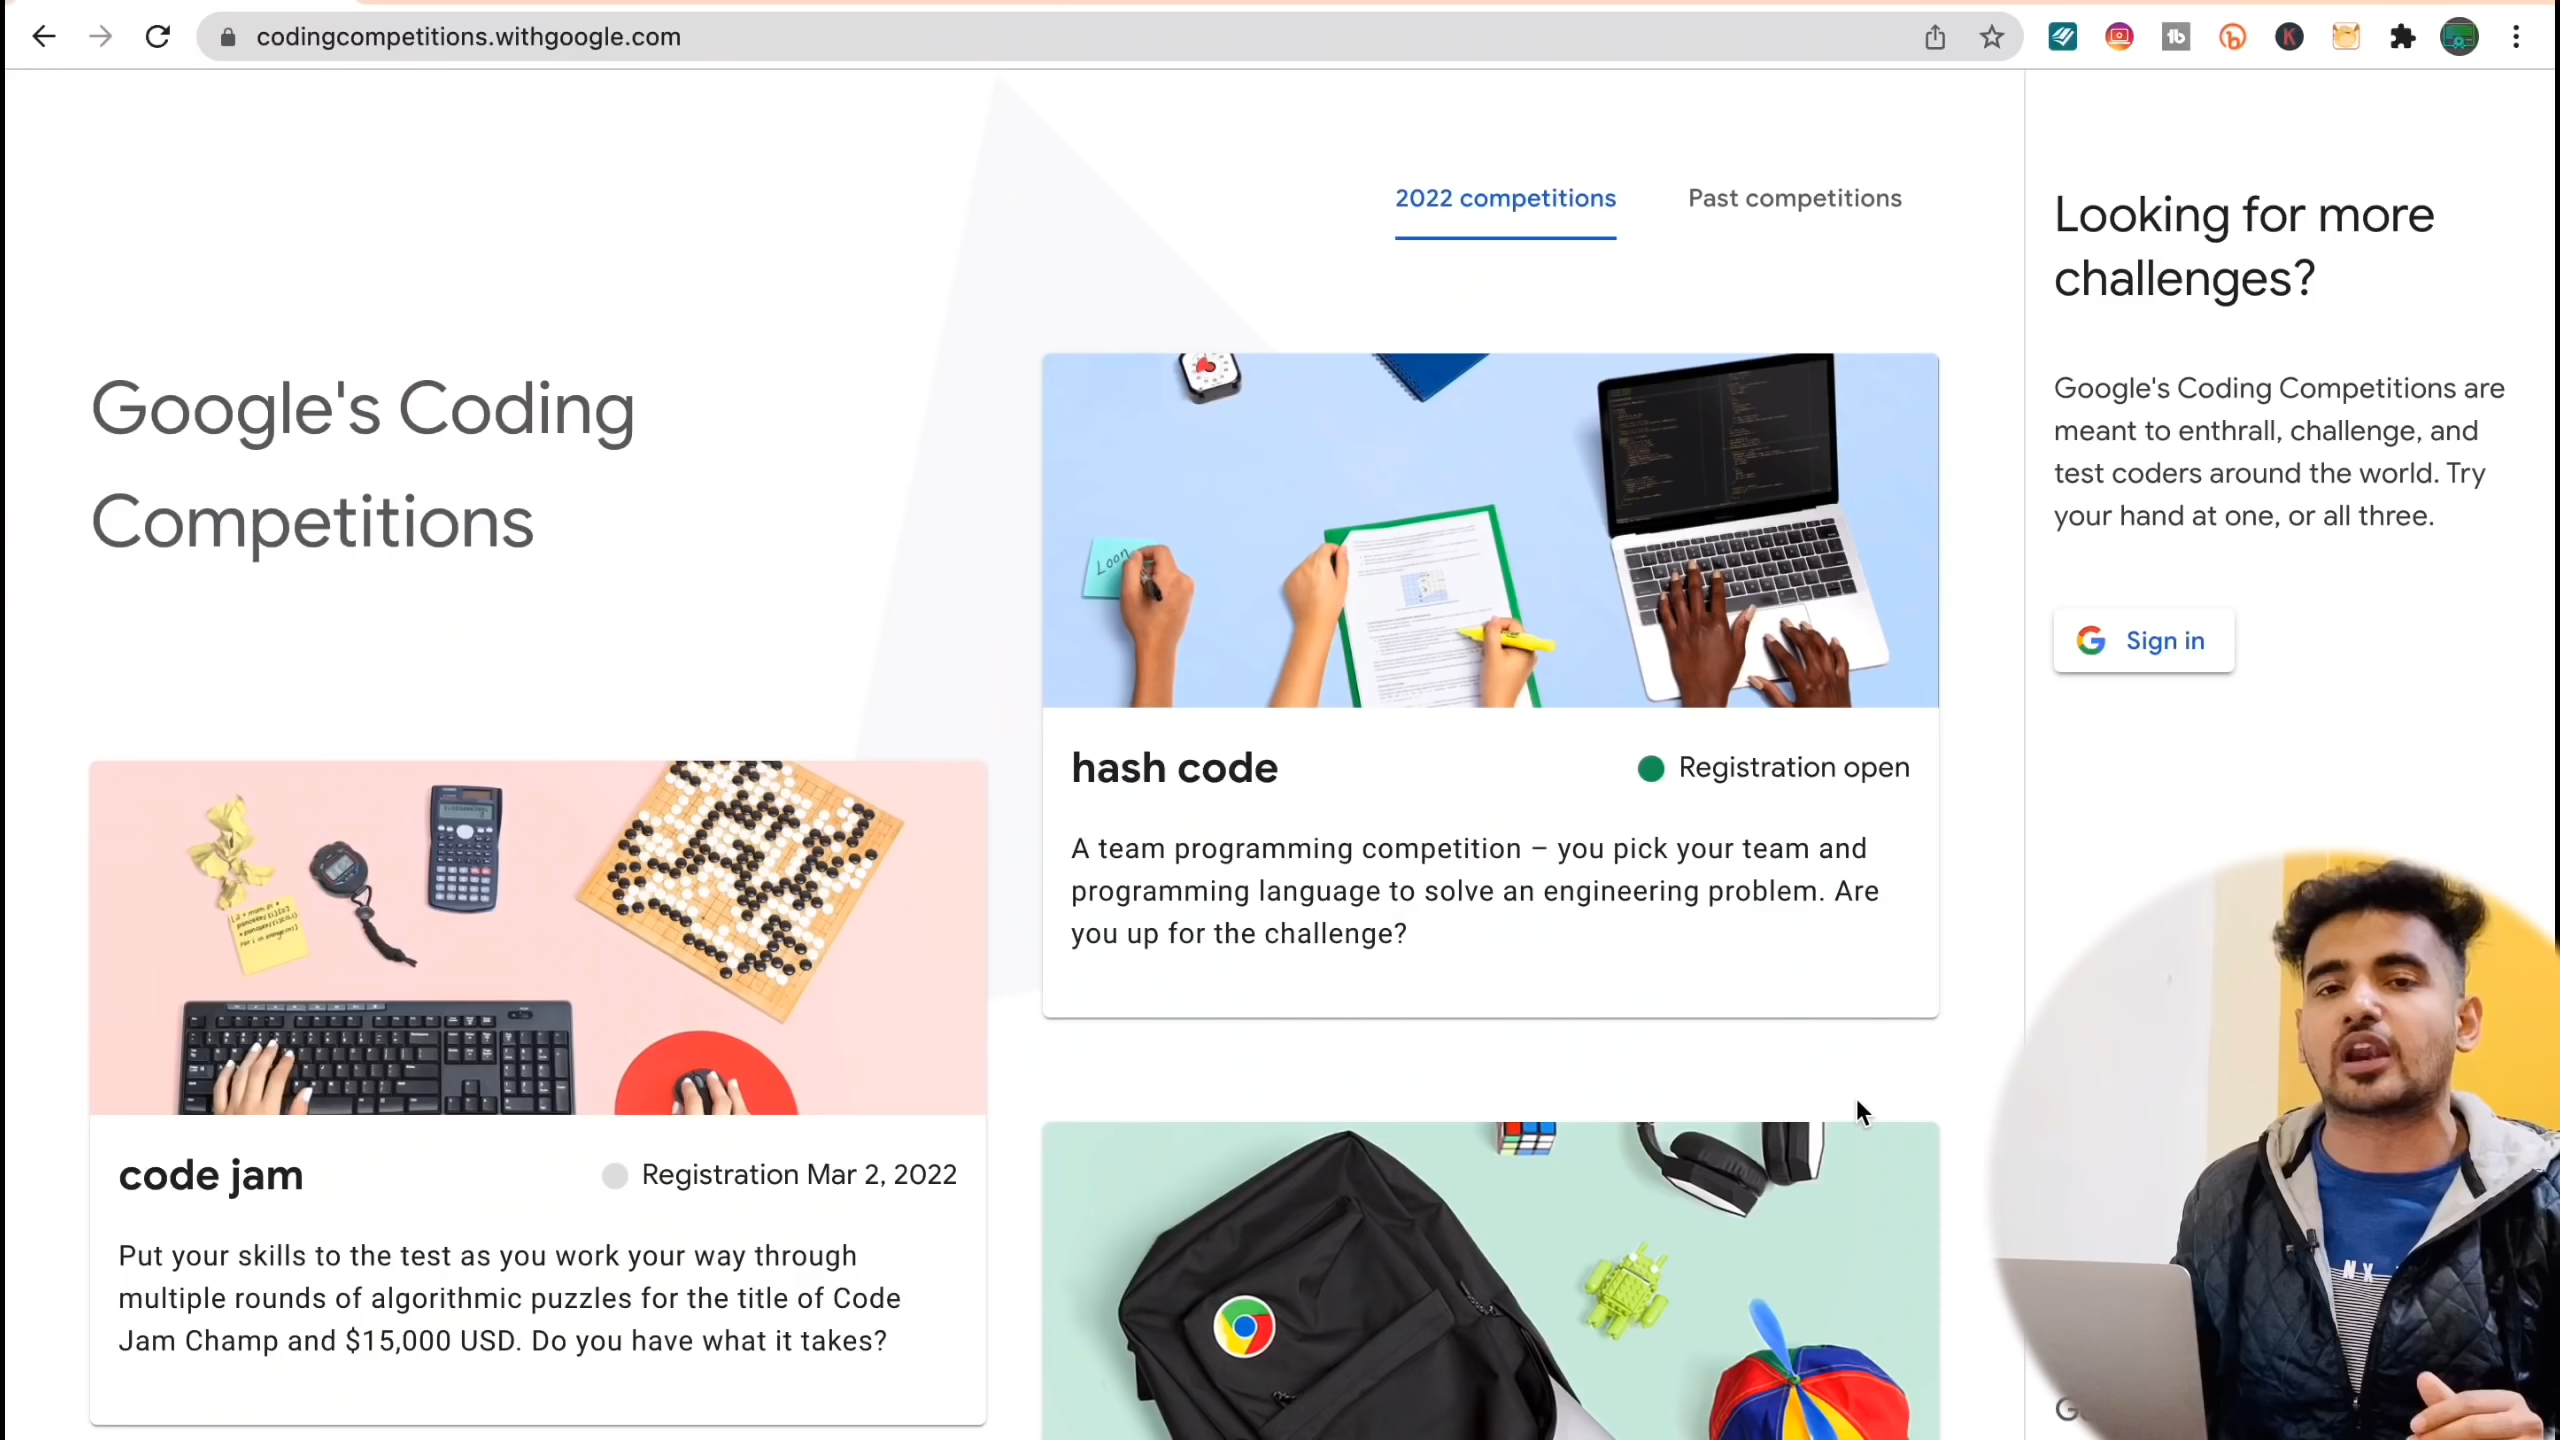 codingcompetitions.withgoogle.com
2022 competitions
Past competitions
Google's Coding
Competitions
hash code
Registration open
A team programming competition – you pick your team and
programming language to solve an engineering problem. Are
you up for the challenge?
code jam
Registration Mar 2, 2022
Put your skills to the test as you work your way through
multiple rounds of algorithmic puzzles for the title of Code
Jam Champ and $15,000 USD. Do you have what it takes?
Looking for more
challenges?
Google's Coding Competitions are
meant to enthrall, challenge, and
test coders around the world. Try
your hand at one, or all three.
Sign in
Loon
NX